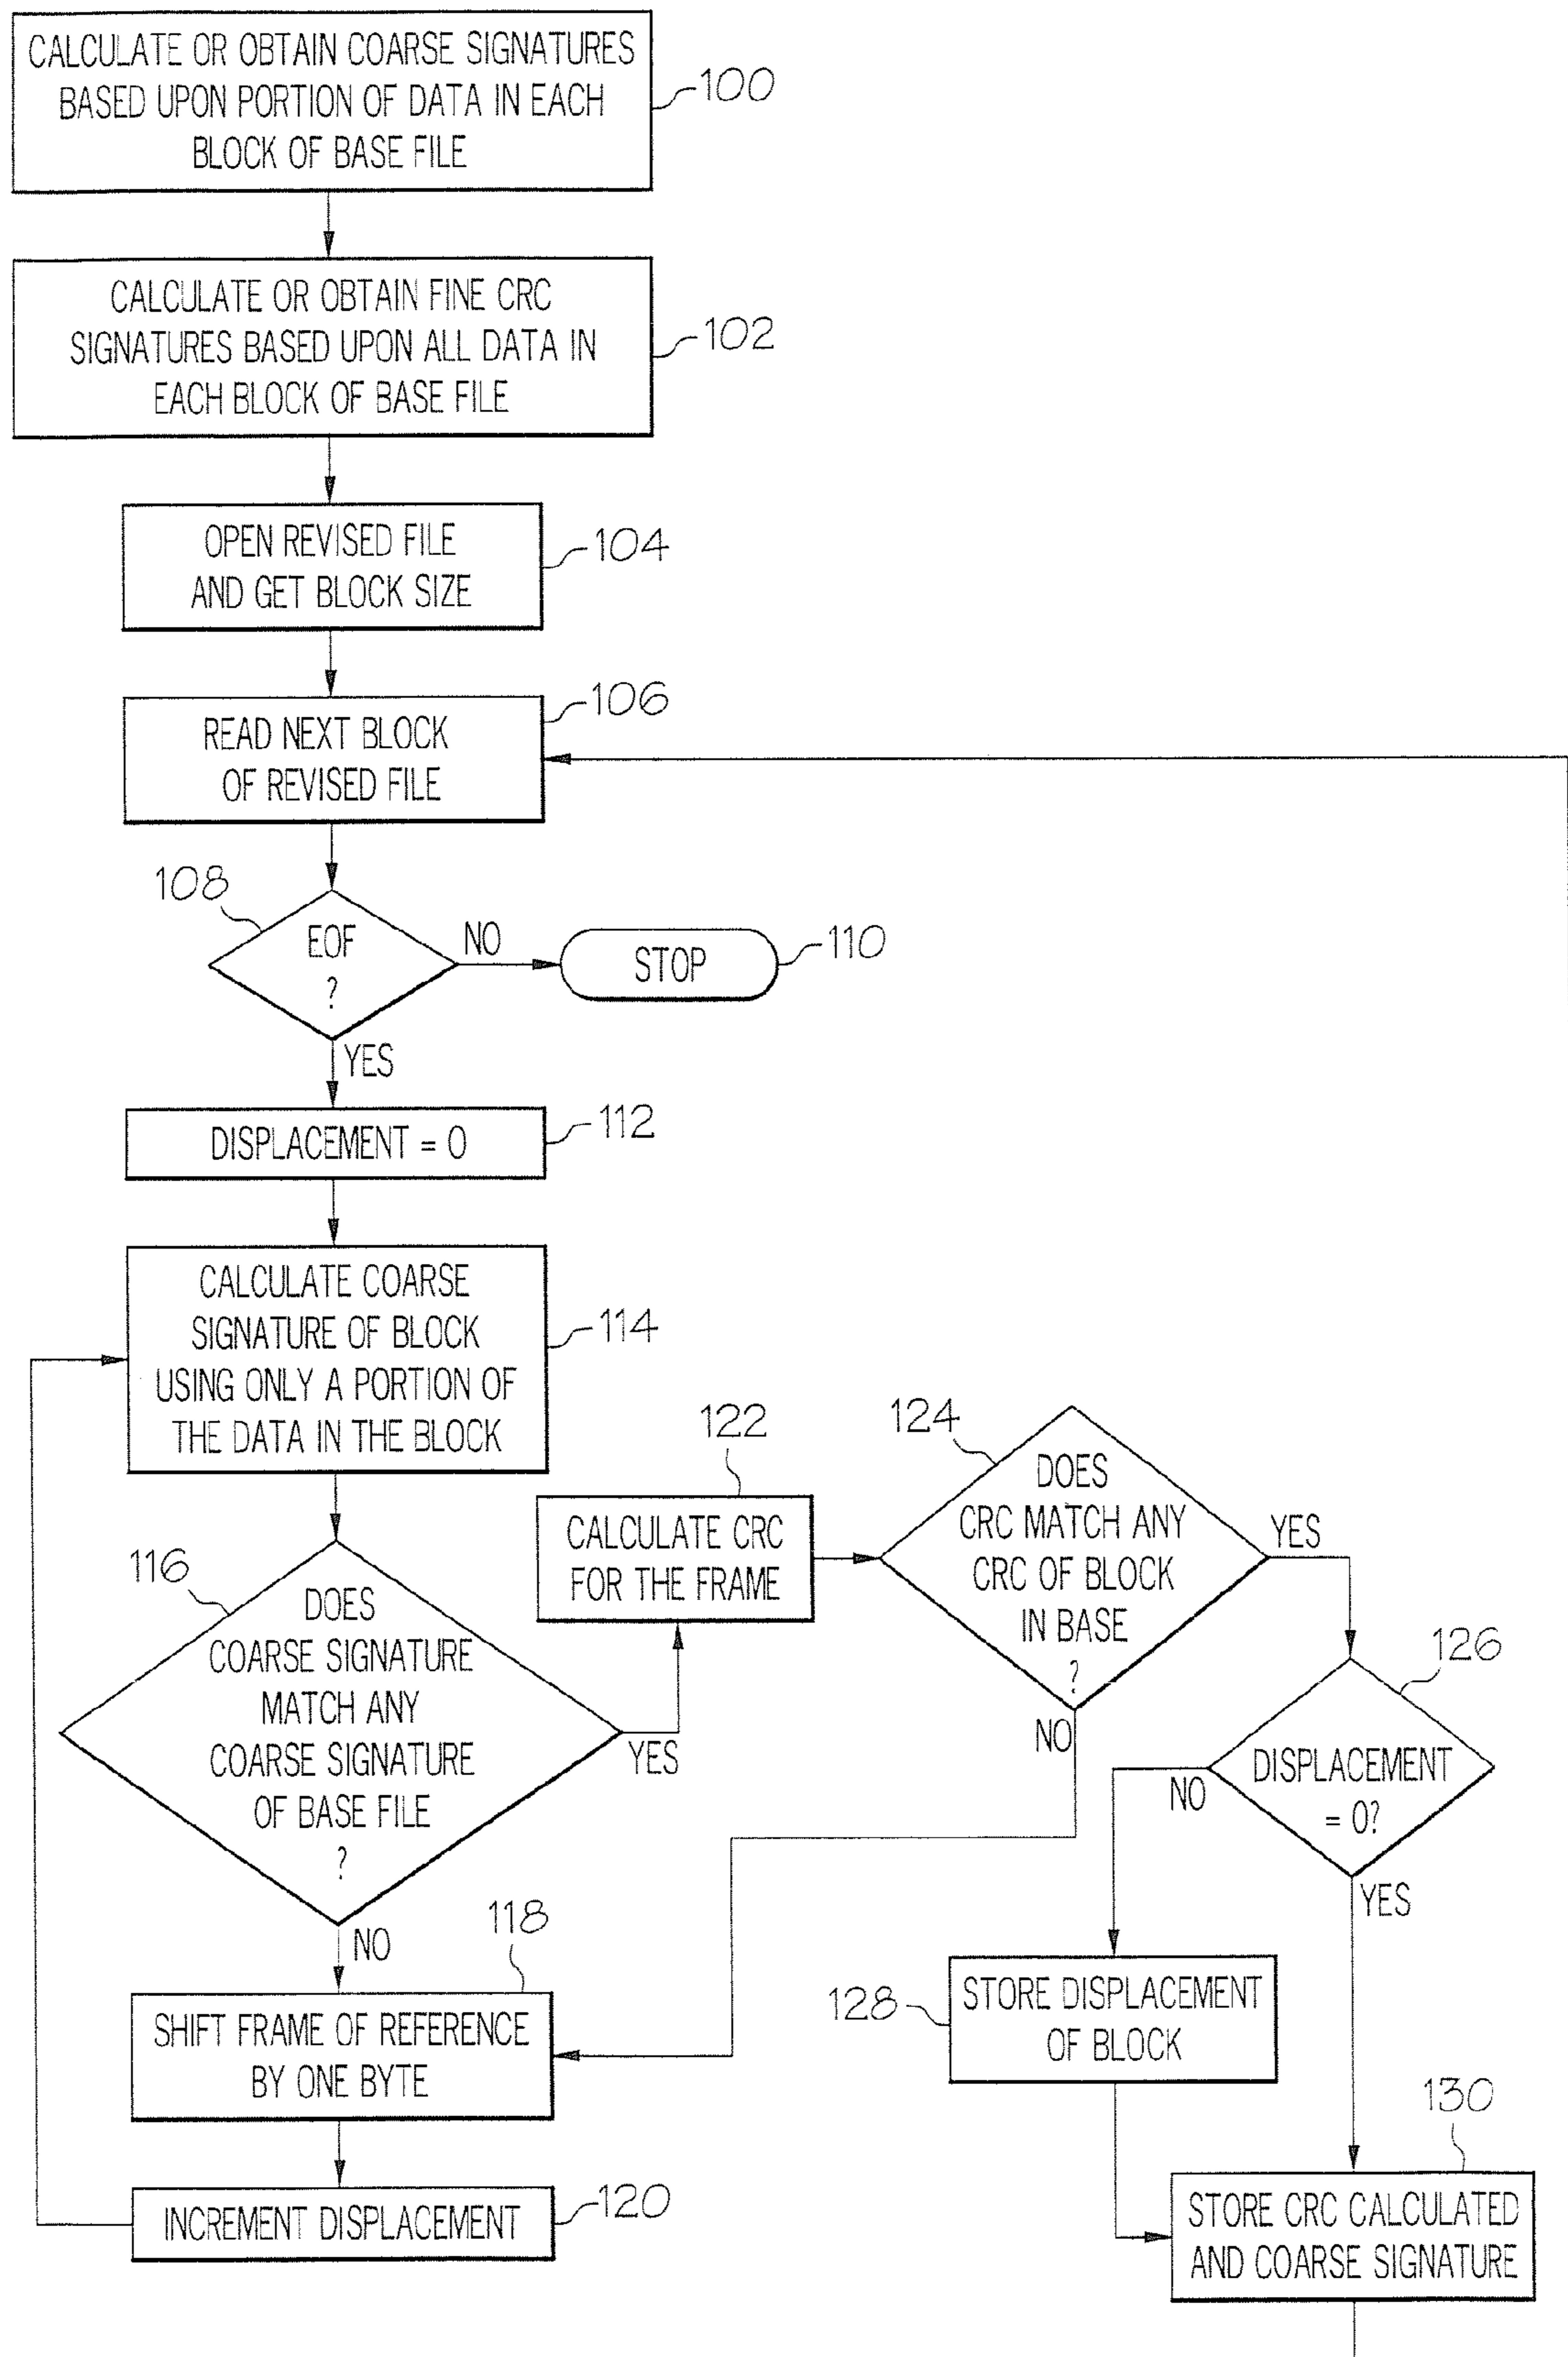 CALCULATE OR OBTAIN COARSE SIGNATURES
BASED UPON PORTION OF DATA IN EACH
BLOCK OF BASE FILE
100
CALCULATE OR OBTAIN FINE CRC
SIGNATURES BASED UPON ALL DATA IN
EACH BLOCK OF BASE FILE
102
OPEN REVISED FILE
AND GET BLOCK SIZE
104
READ NEXT BLOCK
OF REVISED FILE
106
108
EOF
?
NO
STOP
110
YES
DISPLACEMENT = 0
112
CALCULATE COARSE
SIGNATURE OF BLOCK
USING ONLY A PORTION OF
THE DATA IN THE BLOCK
114
116
DOES
COARSE SIGNATURE
MATCH ANY
COARSE SIGNATURE
OF BASE FILE
?
YES
NO
118
SHIFT FRAME OF REFERENCE
BY ONE BYTE
INCREMENT DISPLACEMENT
120
122
CALCULATE CRC
FOR THE FRAME
124
DOES
CRC MATCH ANY
CRC OF BLOCK
IN BASE
?
YES
NO
126
DISPLACEMENT
= 0?
NO
YES
128
STORE DISPLACEMENT
OF BLOCK
130
STORE CRC CALCULATED
AND COARSE SIGNATURE